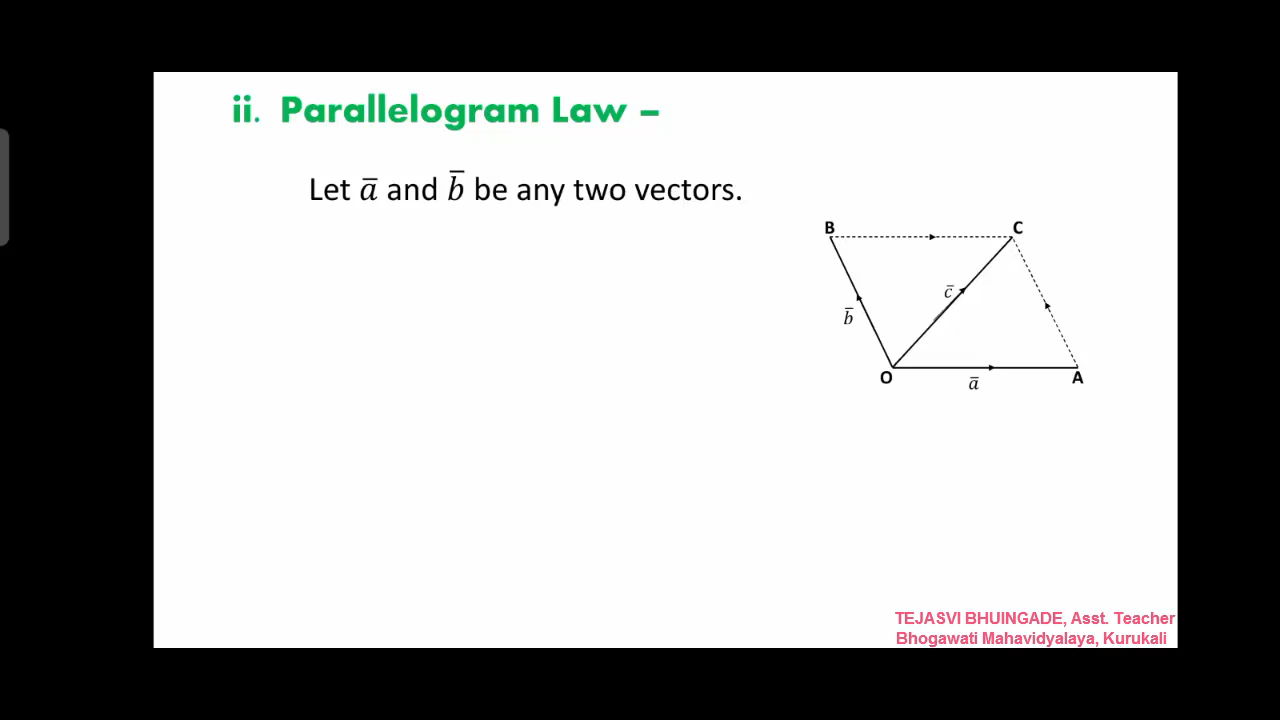 ii. Parallelogram Law –
Let a̅ and b̅ be any two vectors.
B
C
c̅
b̅
O
a̅
A
TEJASVI BHUINGADE, Asst. Teacher
Bhogawati Mahavidyalaya, Kurukali